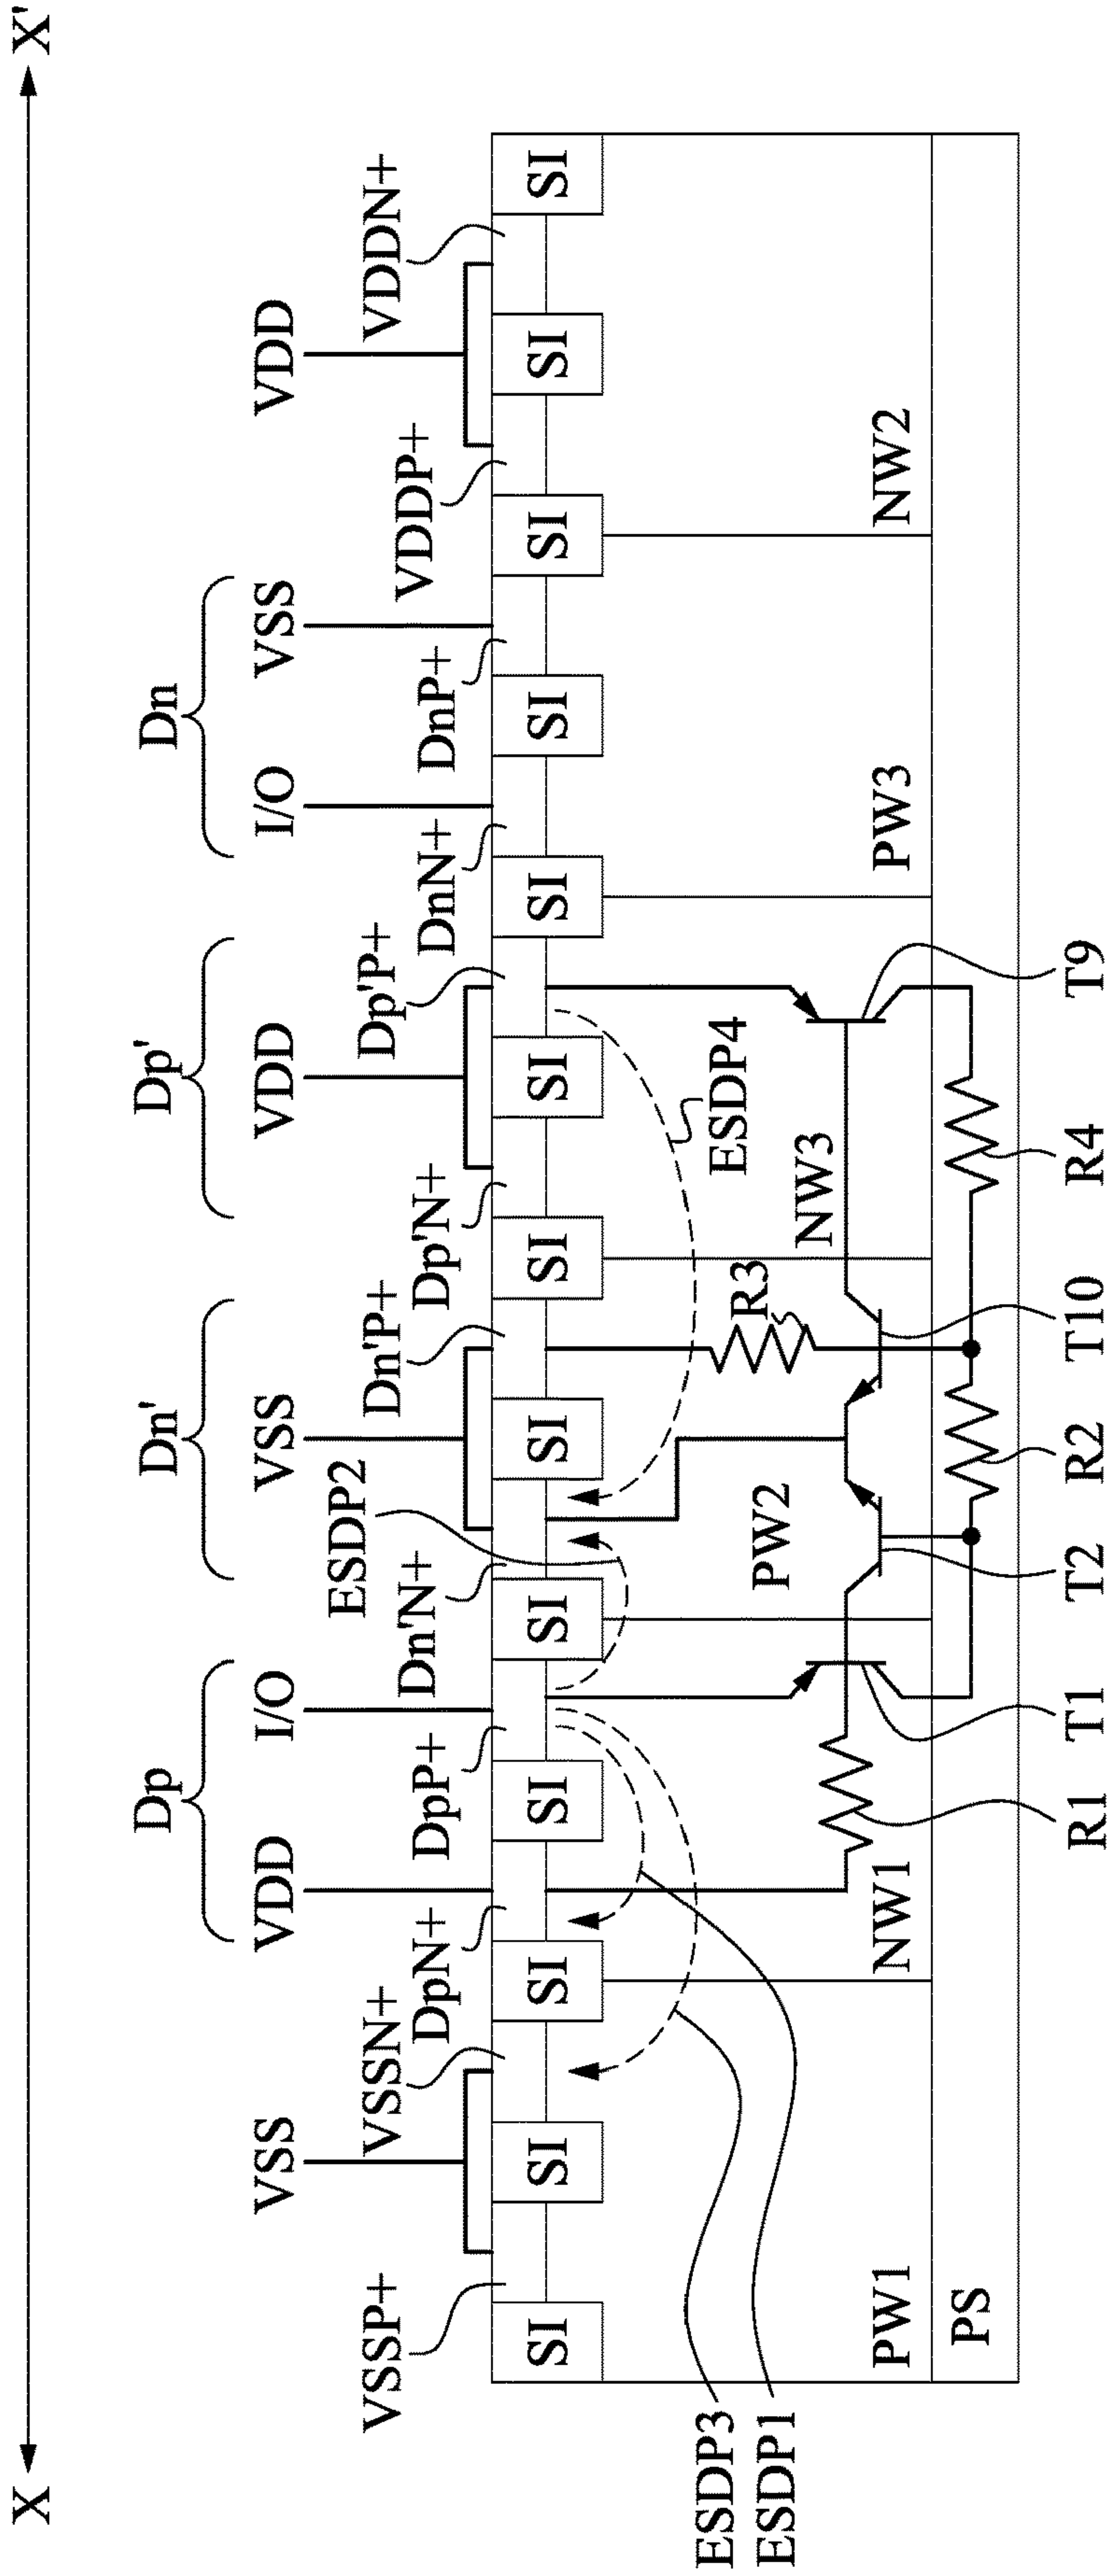 X X'
Dp Dn' Dp' Dn
VSS VDD I/O VSS VDD I/O VSS VDD
ESDP2
VSSP+ VSSN+ DpN+ DpP+ Dn'N+ Dn'P+ Dp'N+ Dp'P+ DnN+ DnP+ VDDP+ VDDN+
SI SI SI SI SI SI SI SI SI SI SI SI SI
ESDP3 ESDP4
ESDP1 R3
PW2 NW3
PW1 NW1 PW3 NW2
PS
R1 T1 T2 R2 T10 R4 T9